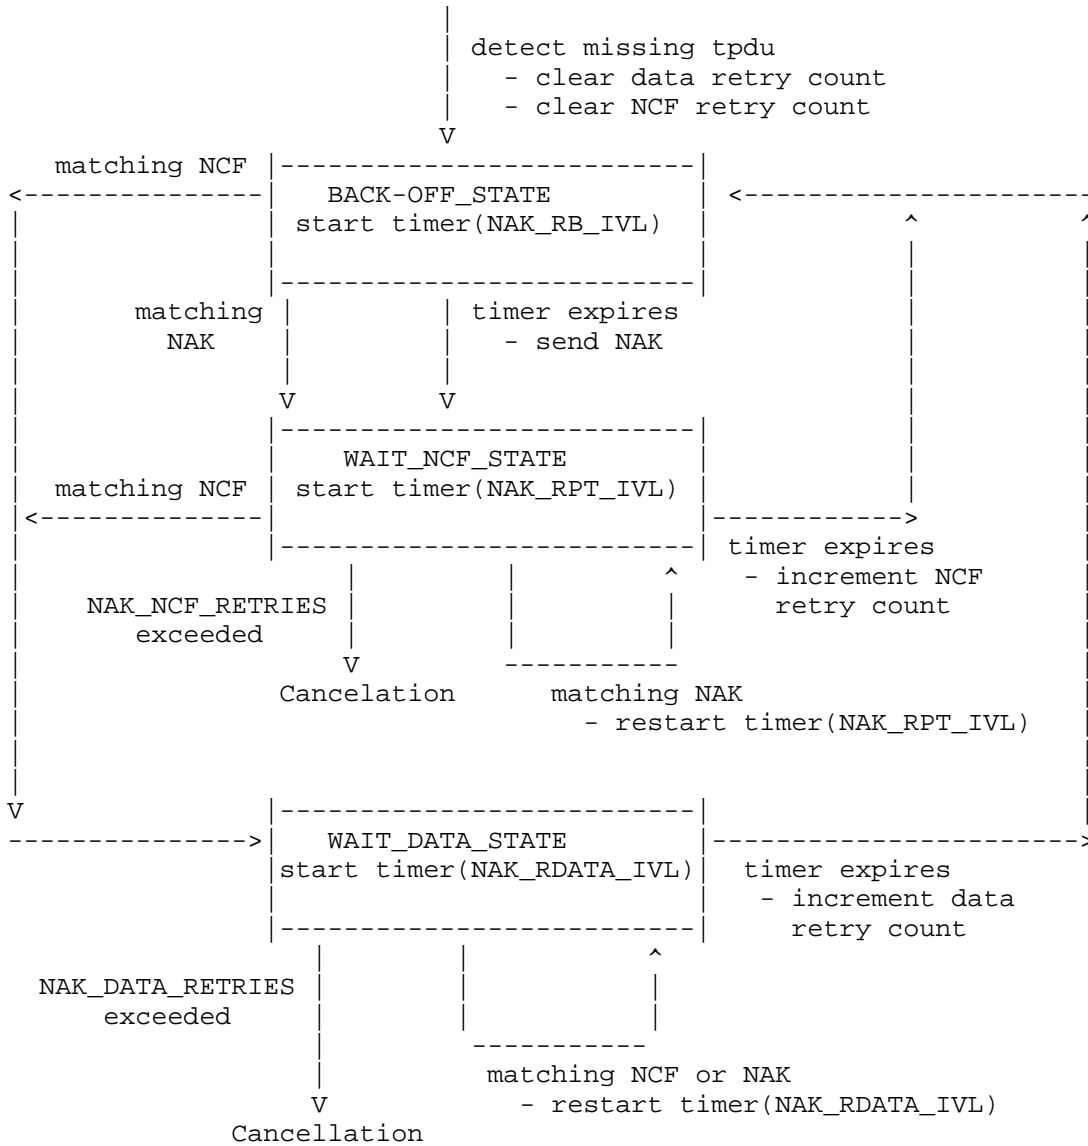 detect missing tpdu
- clear data retry count
- clear NCF retry count
matching NCF
BACK-OFF_STATE
start timer(NAK_RB_IVL)
matching
NAK
timer expires
- send NAK
WAIT_NCF_STATE
matching NCF
start timer(NAK_RPT_IVL)
timer expires
- increment NCF
retry count
NAK_NCF_RETRIES
exceeded
Cancelation
matching NAK
- restart timer(NAK_RPT_IVL)
WAIT_DATA_STATE
start timer(NAK_RDATA_IVL)
timer expires
- increment data
retry count
NAK_DATA_RETRIES
exceeded
matching NCF or NAK
- restart timer(NAK_RDATA_IVL)
Cancellation